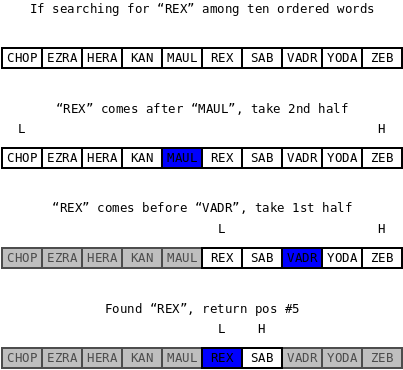 If searching for “REX” among ten ordered words
CHOP EZRA HERA KAN MAUL REX SAB VADR YODA ZEB
“REX” comes after “MAUL”, take 2nd half
L H
CHOP EZRA HERA KAN MAUL REX SAB VADR YODA ZEB
“REX” comes before “VADR”, take 1st half
L H
CHOP EZRA HERA KAN MAUL REX SAB VADR YODA ZEB
Found “REX”, return pos #5
L H
CHOP EZRA HERA KAN MAUL REX SAB VADR YODA ZEB